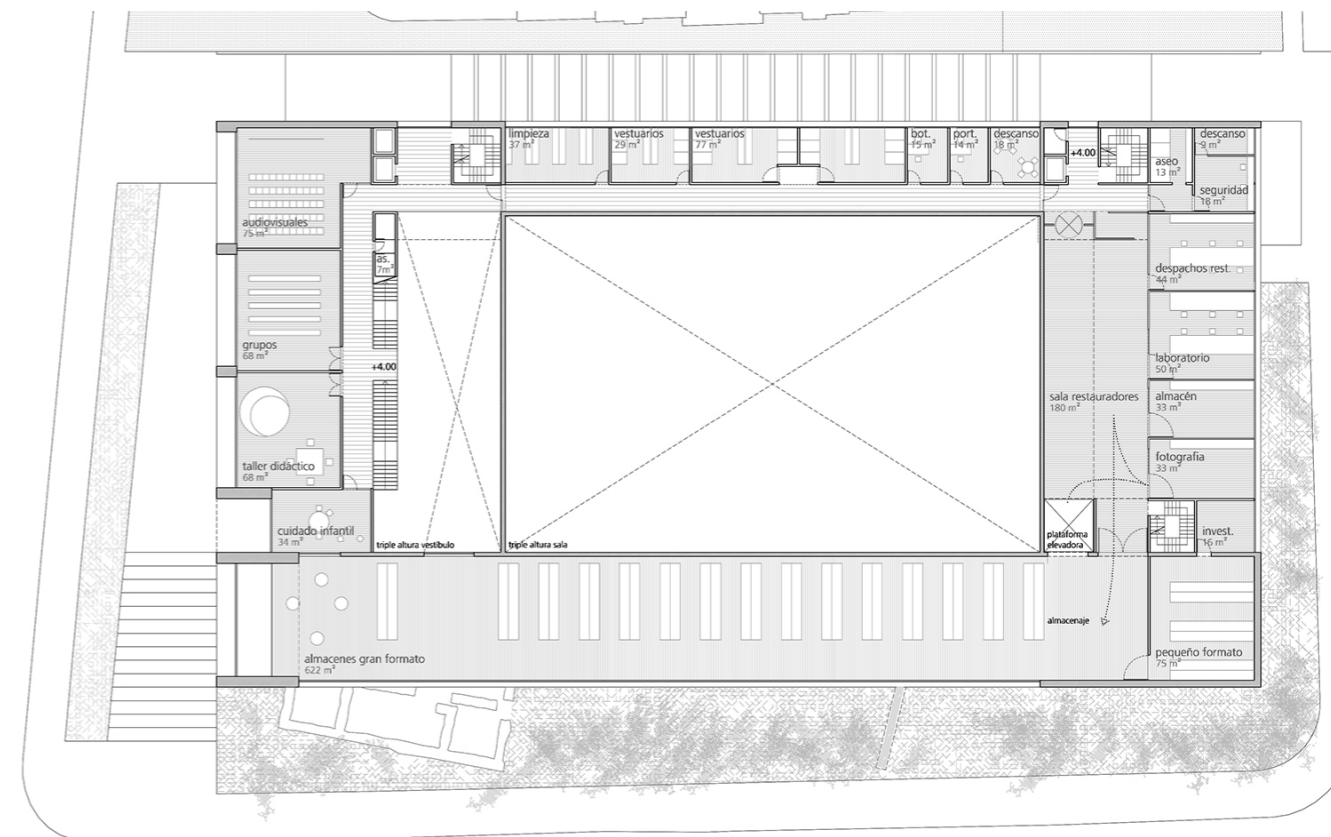 limpieza
37 m²
vestuarios
29 m²
vestuarios
77 m²
bot.
15 m²
port.
14 m²
descanso
18 m²
+4.00
aseo
13 m²
descanso
9 m²
seguridad
18 m²
audiovisuales
75 m²
as.
7m²
despachos rest.
44 m²
grupos
68 m²
+4.00
laboratorio
50 m²
sala restauradores
180 m²
almacén
33 m²
taller didáctico
68 m²
fotografia
33 m²
cuidado infantil
34 m²
triple altura vestíbulo
triple altura sala
plataforma
elevadora
invest.
16 m²
almacenaje
almacenes gran formato
622 m²
pequeño formato
75 m²